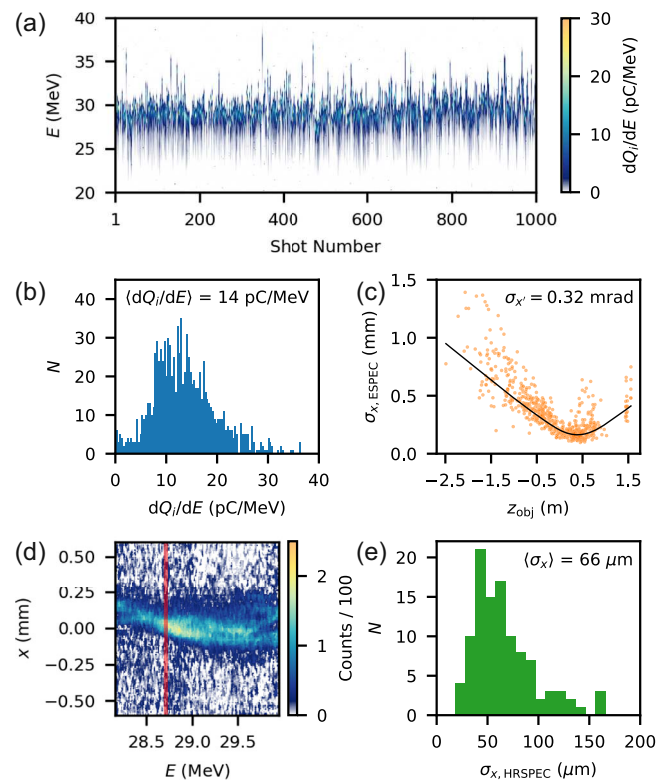 (a)
40
35
30
25
20
E
(MeV)
1
200
400
600
800
1000
Shot Number
30
20
10
0
dQi/dE (pC/MeV)
(b)
⟨dQi/dE⟩ = 14 pC/MeV
40
30
20
10
0
N
0
10
20
30
40
dQi/dE (pC/MeV)
(c)
σx′ = 0.32 mrad
1.5
1.0
0.5
0.0
σx, ESPEC (mm)
−2.5
−1.5
−0.5
0.5
1.5
zobj (m)
(d)
0.50
0.25
0.00
−0.25
−0.50
x (mm)
28.5
29.0
29.5
E (MeV)
2
1
0
Counts / 100
(e)
⟨σx⟩ = 66 μm
20
15
10
5
0
N
0
50
100
150
200
σx, HRSPEC (μm)